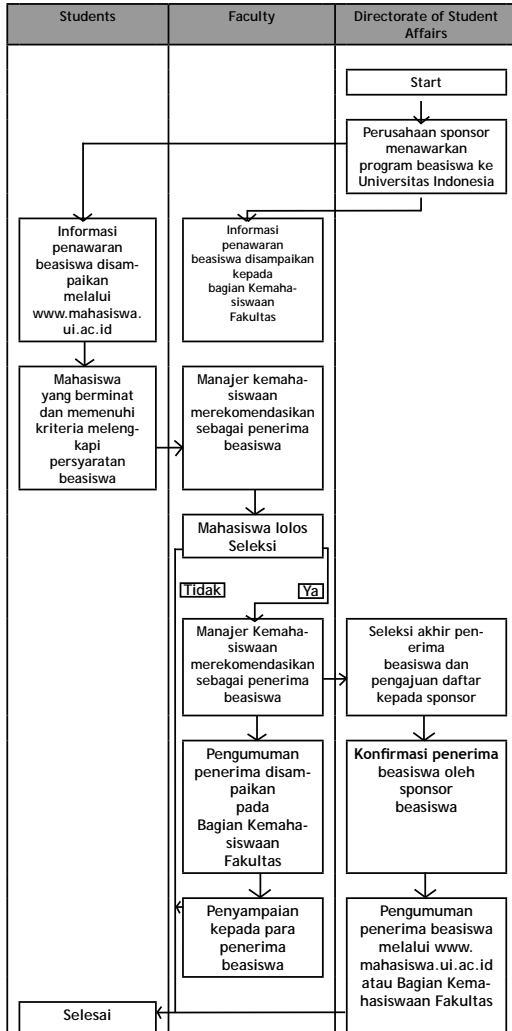 Students
Faculty
Directorate of Student
Affairs
Start
Perusahaan sponsor
menawarkan
program beasiswa ke
Universitas Indonesia
Informasi
penawaran
beasiswa disam-
paikan
melalui
www.mahasiswa.
ui.ac.id
Informasi
penawaran
beasiswa disampaikan
kepada
bagian Kemaha-
siswaan
Fakultas
Mahasiswa
yang berminat
dan memenuhi
kriteria meleng-
kapi
persyaratan
beasiswa
Manajer kemaha-
siswaan
merekomendasikan
sebagai penerima
beasiswa
Mahasiswa lolos
Seleksi
Tidak
Ya
Manajer Kemaha-
siswaan
merekomendasikan
sebagai penerima
beasiswa
Seleksi akhir pen-
erima
beasiswa dan
pengajuan daftar
kepada sponsor
Pengumuman
penerima disam-
paikan
pada
Bagian Kemaha-
siswaan
Fakultas
Konfirmasi penerima
beasiswa oleh
sponsor
beasiswa
Penyampaian
kepada para
penerima
beasiswa
Pengumuman
penerima beasiswa
melalui www.
mahasiswa.ui.ac.id
atau Bagian Kema-
hasiswaan Fakultas
Selesai